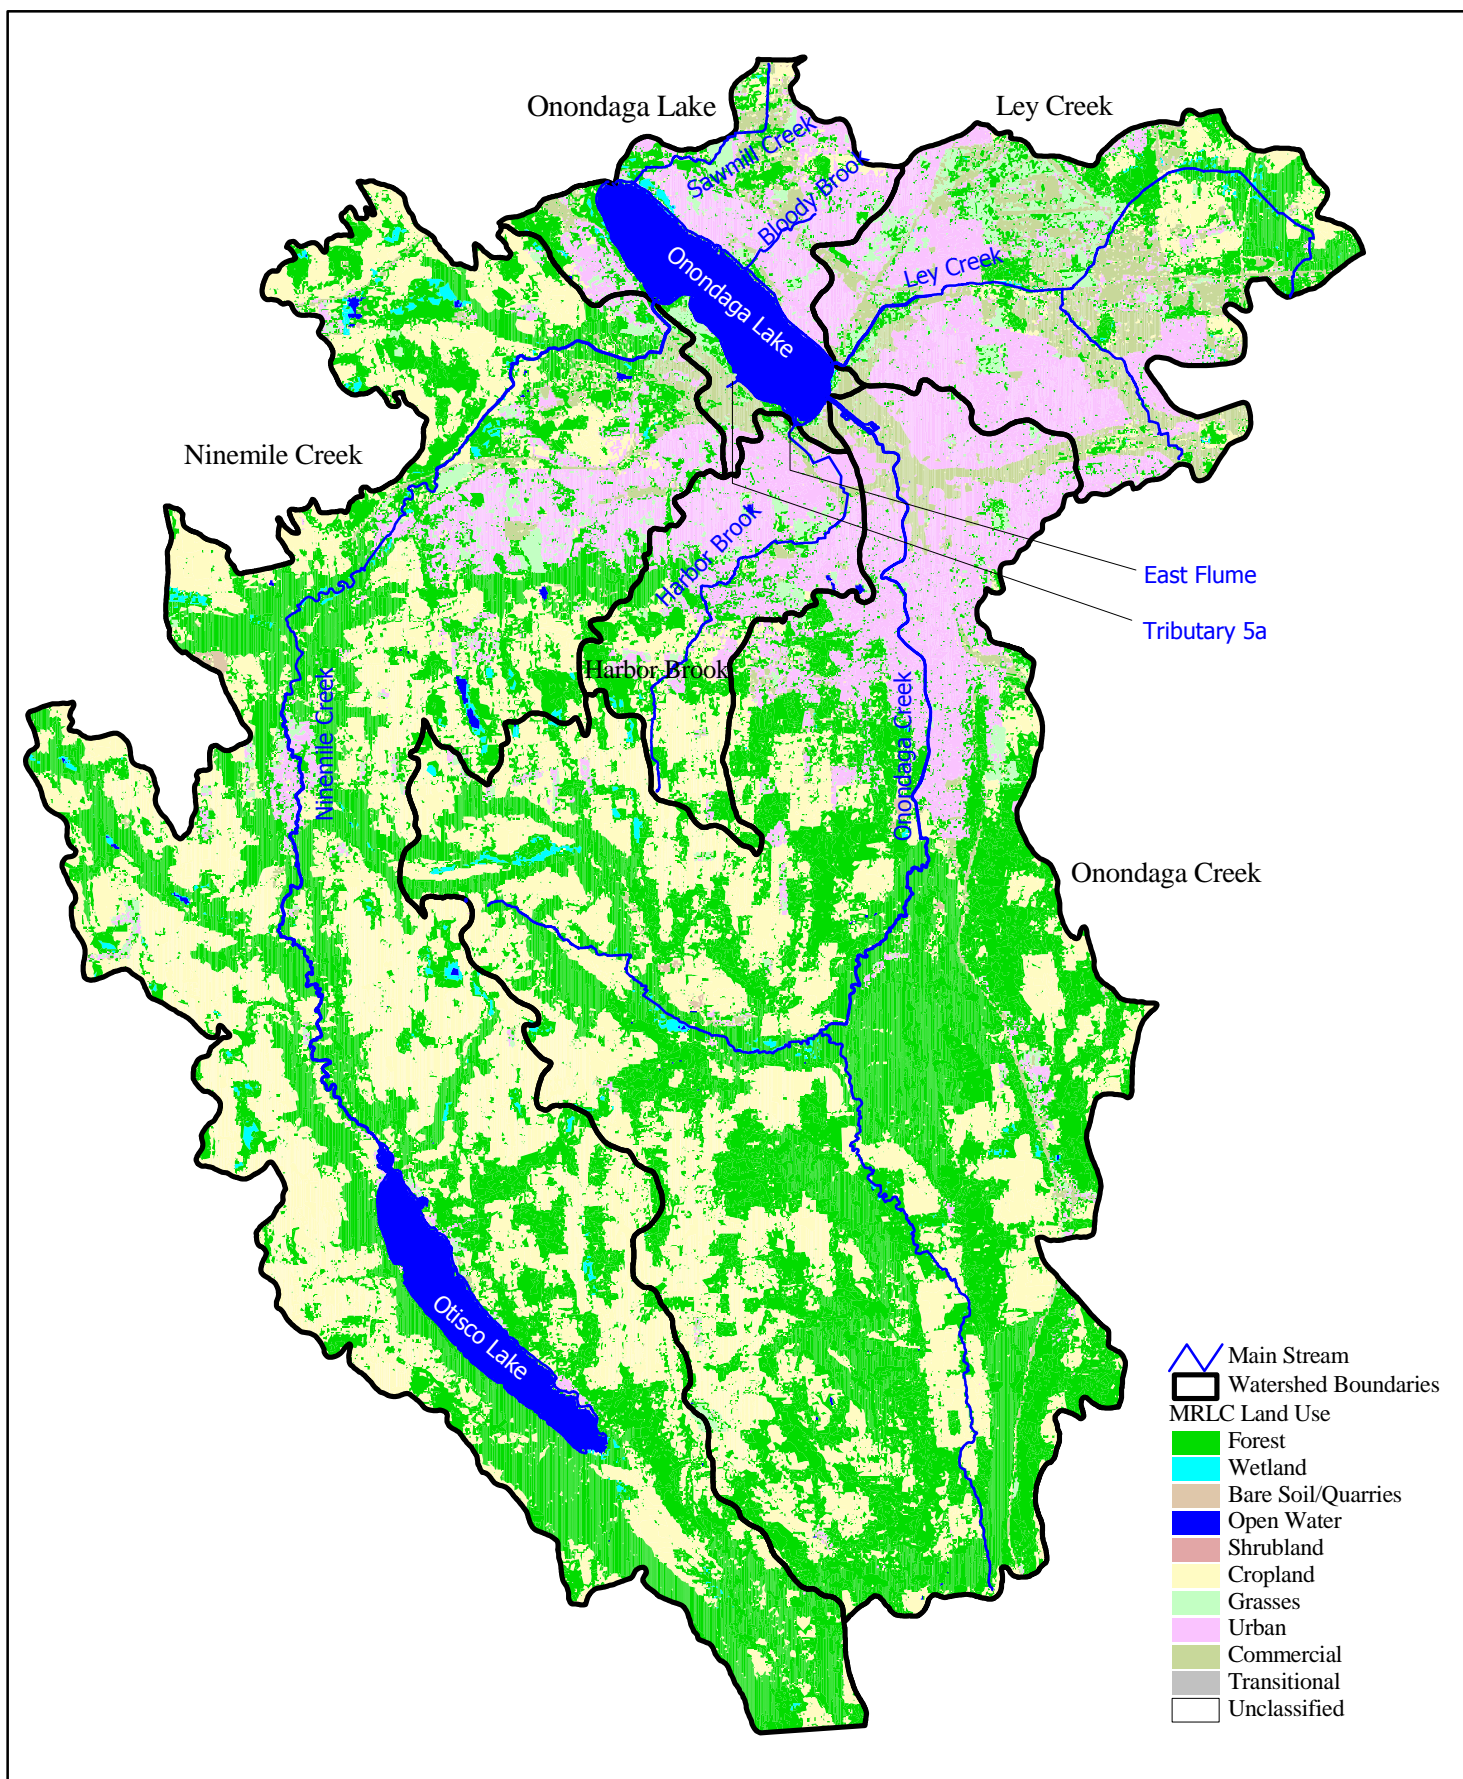 Onondaga Lake
Ley Creek
Sawmill Creek
Bloody Brook
Ley Creek
Onondaga Lake
Ninemile Creek
Harbor Brook
East Flume
Tributary 5a
Harbor Brook
Ninemile Creek
Onondaga Creek
Onondaga Creek
Otisco Lake
Main Stream
Watershed Boundaries
MRLC Land Use
Forest
Wetland
Bare Soil/Quarries
Open Water
Shrubland
Cropland
Grasses
Urban
Commercial
Transitional
Unclassified